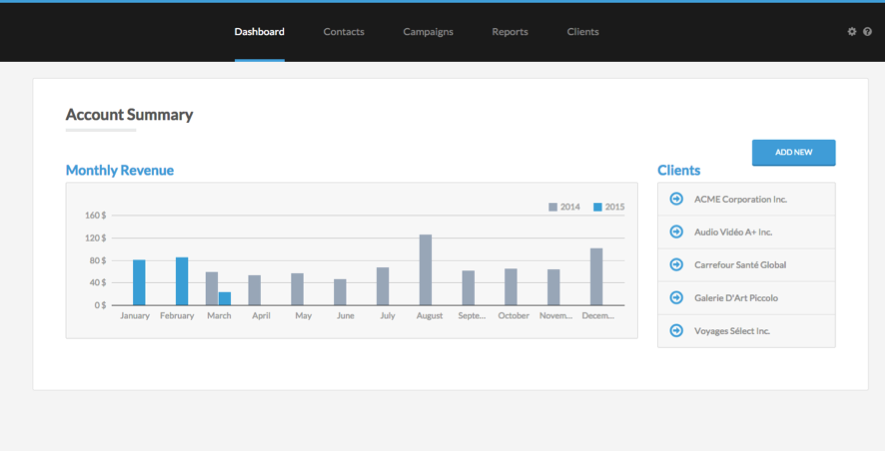 Dashboard Contacts Campaigns Reports Clients
Account Summary
ADD NEW
Monthly Revenue
2014 2015
160 $
120 $
80 $
40 $
0 $
January February March April May June July August Septe... October Novem... Decem...
Clients
ACME Corporation Inc.
Audio Vidéo A+ Inc.
Carrefour Santé Global
Galerie D'Art Piccolo
Voyages Sélect Inc.